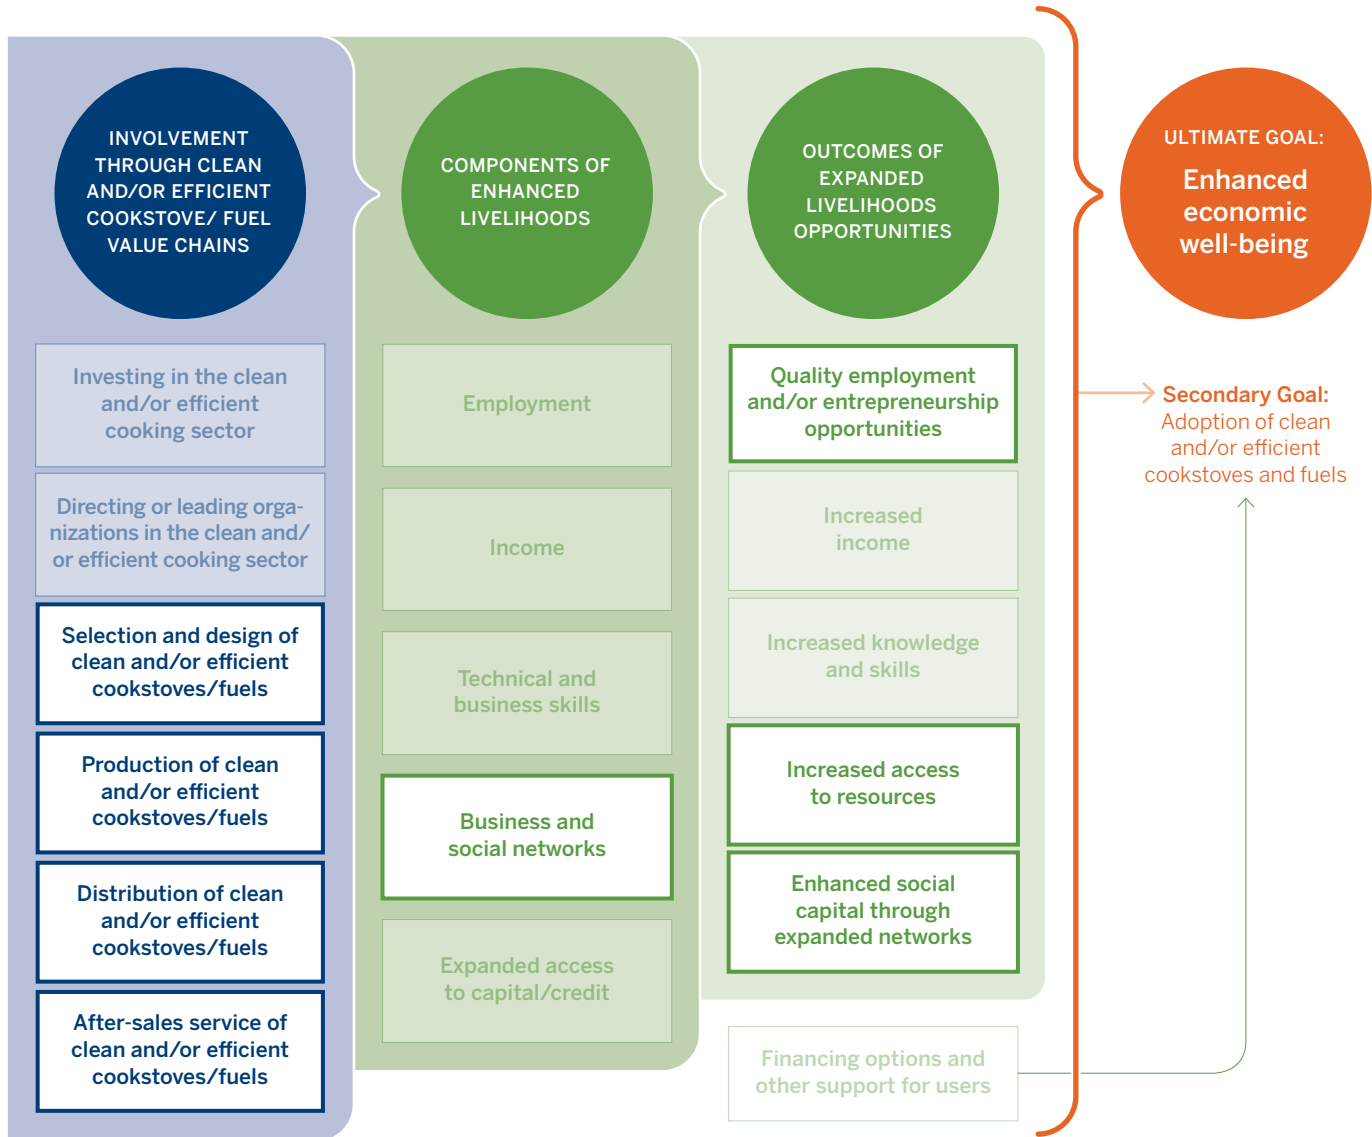 INVOLVEMENT
THROUGH CLEAN
AND/OR EFFICIENT
COOKSTOVE/ FUEL
VALUE CHAINS
Investing in the clean
and/or efficient
cooking sector
Directing or leading orga-
nizations in the clean and/
or efficient cooking sector
Selection and design of
clean and/or efficient
cookstoves/fuels
Production of clean
and/or efficient
cookstoves/fuels
Distribution of clean
and/or efficient
cookstoves/fuels
After-sales service of
clean and/or efficient
cookstoves/fuels
COMPONENTS OF
ENHANCED
LIVELIHOODS
Employment
Income
Technical and
business skills
Business and
social networks
Expanded access
to capital/credit
OUTCOMES OF
EXPANDED
LIVELIHOODS
OPPORTUNITIES
Quality employment
and/or entrepreneurship
opportunities
Increased
income
Increased knowledge
and skills
Increased access
to resources
Enhanced social
capital through
expanded networks
Financing options and
other support for users
ULTIMATE GOAL:
Enhanced
economic
well-being
Secondary Goal:
Adoption of clean
and/or efficient
cookstoves and fuels